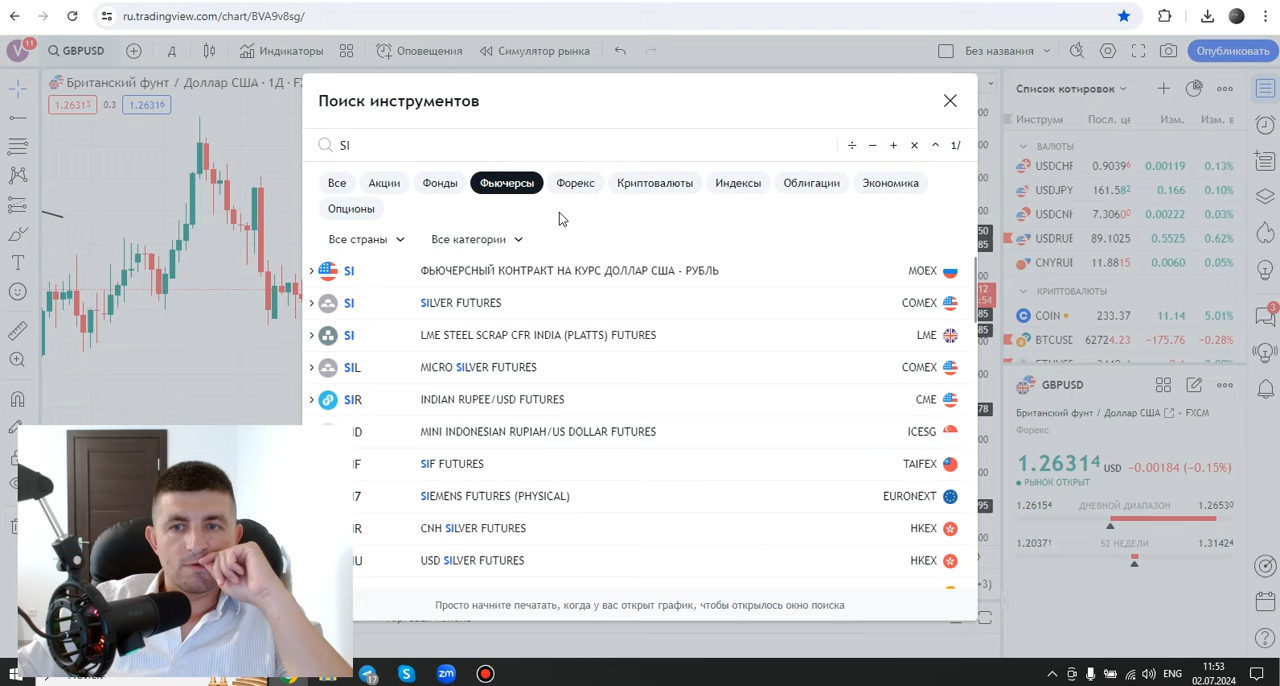 ru.tradingview.com/chart/BVA9v8sg/
V
11
GBPUSD
Д
Индикаторы
Оповещения
Симулятор рынка
Без названия
Опубликовать
Британский фунт / Доллар США · 1Д · FX
1.26313
0.3
1.26316
Поиск инструментов
SI
1/
Все
Акции
Фонды
Фьючерсы
Форекс
Криптовалюты
Индексы
Облигации
Экономика
Опционы
Все страны
Все категории
SI ФЬЮЧЕРСНЫЙ КОНТРАКТ НА КУРС ДОЛЛАР США - РУБЛЬ MOEX
SI SILVER FUTURES COMEX
SI LME STEEL SCRAP CFR INDIA (PLATTS) FUTURES LME
SIL MICRO SILVER FUTURES COMEX
SIR INDIAN RUPEE/USD FUTURES CME
MINI INDONESIAN RUPIAH/US DOLLAR FUTURES ICESG
SIF FUTURES TAIFEX
SIEMENS FUTURES (PHYSICAL) EURONEXT
CNH SILVER FUTURES HKEX
USD SILVER FUTURES HKEX
Просто начните печатать, когда у вас открыт график, чтобы открылось окно поиска
Список котировок
Инструме Посл. це Изм. Изм. в
ВАЛЮТЫ
USDCHF 0.90396 0.00119 0.13%
USDJPY 161.582 0.166 0.10%
USDCNH 7.30600 0.00222 0.03%
USDRUB 89.1025 0.5525 0.62%
CNYRUB 11.8815 0.0060 0.05%
КРИПТОВАЛЮТЫ
COIN 233.37 11.14 5.01%
BTCUSD 62724.23 −175.76 −0.28%
GBPUSD
Британский фунт / Доллар США · FXCM
Форекс
1.26314 USD −0.00184 (−0.15%)
РЫНОК ОТКРЫТ
1.26154 ДНЕВНОЙ ДИАПАЗОН 1.26530
1.20371 52 НЕДЕЛИ 1.31424
3
17
zm
ENG
11:53
02.07.2024